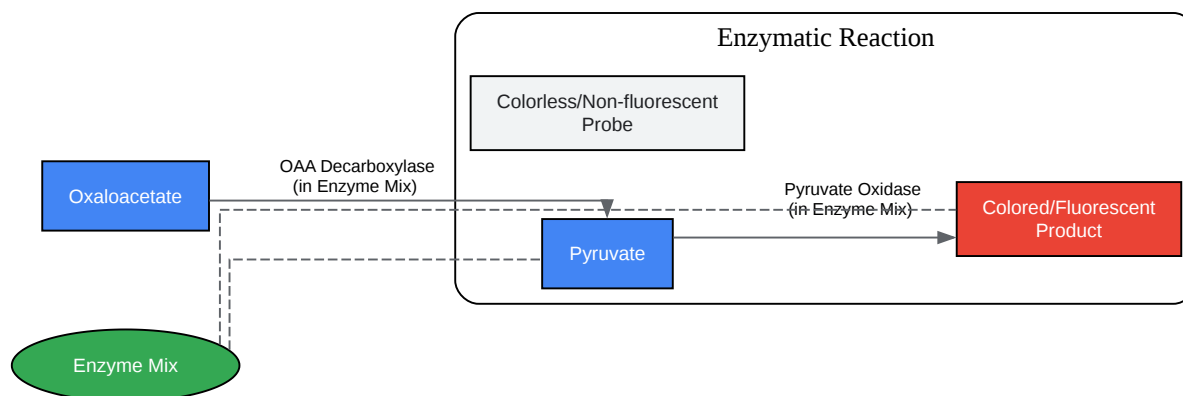 Enzymatic Reaction
Colorless/Non-fluorescent
Probe
OAA Decarboxylase
(in Enzyme Mix)
Oxaloacetate
Pyruvate Oxidase
(in Enzyme Mix)
Colored/Fluorescent
Product
Pyruvate
Enzyme Mix